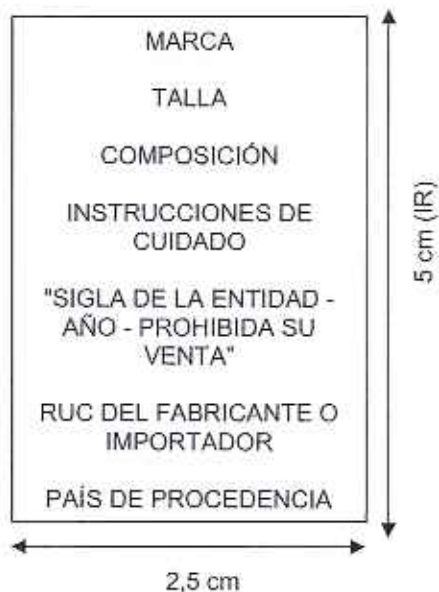 MARCA
TALLA
COMPOSICIÓN
INSTRUCCIONES DE
CUIDADO
"SIGLA DE LA ENTIDAD -
AÑO - PROHIBIDA SU
VENTA"
RUC DEL FABRICANTE O
IMPORTADOR
PAÍS DE PROCEDENCIA
5 cm (IR)
2,5 cm